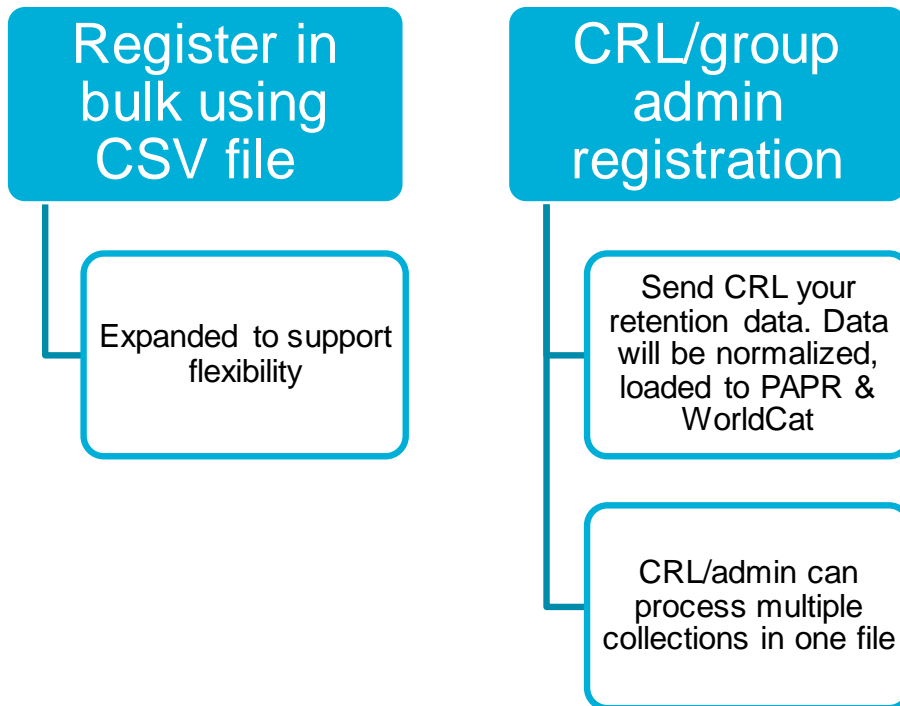 Register in
bulk using
CSV file
Expanded to support
flexibility
CRL/group
admin
registration
Send CRL your
retention data. Data
will be normalized,
loaded to PAPR &
WorldCat
CRL/admin can
process multiple
collections in one file